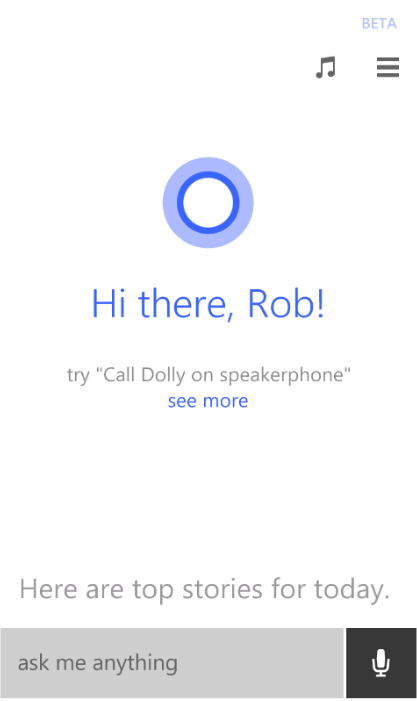 BETA
Hi there, Rob!
try "Call Dolly on speakerphone"
see more
Here are top stories for today.
ask me anything